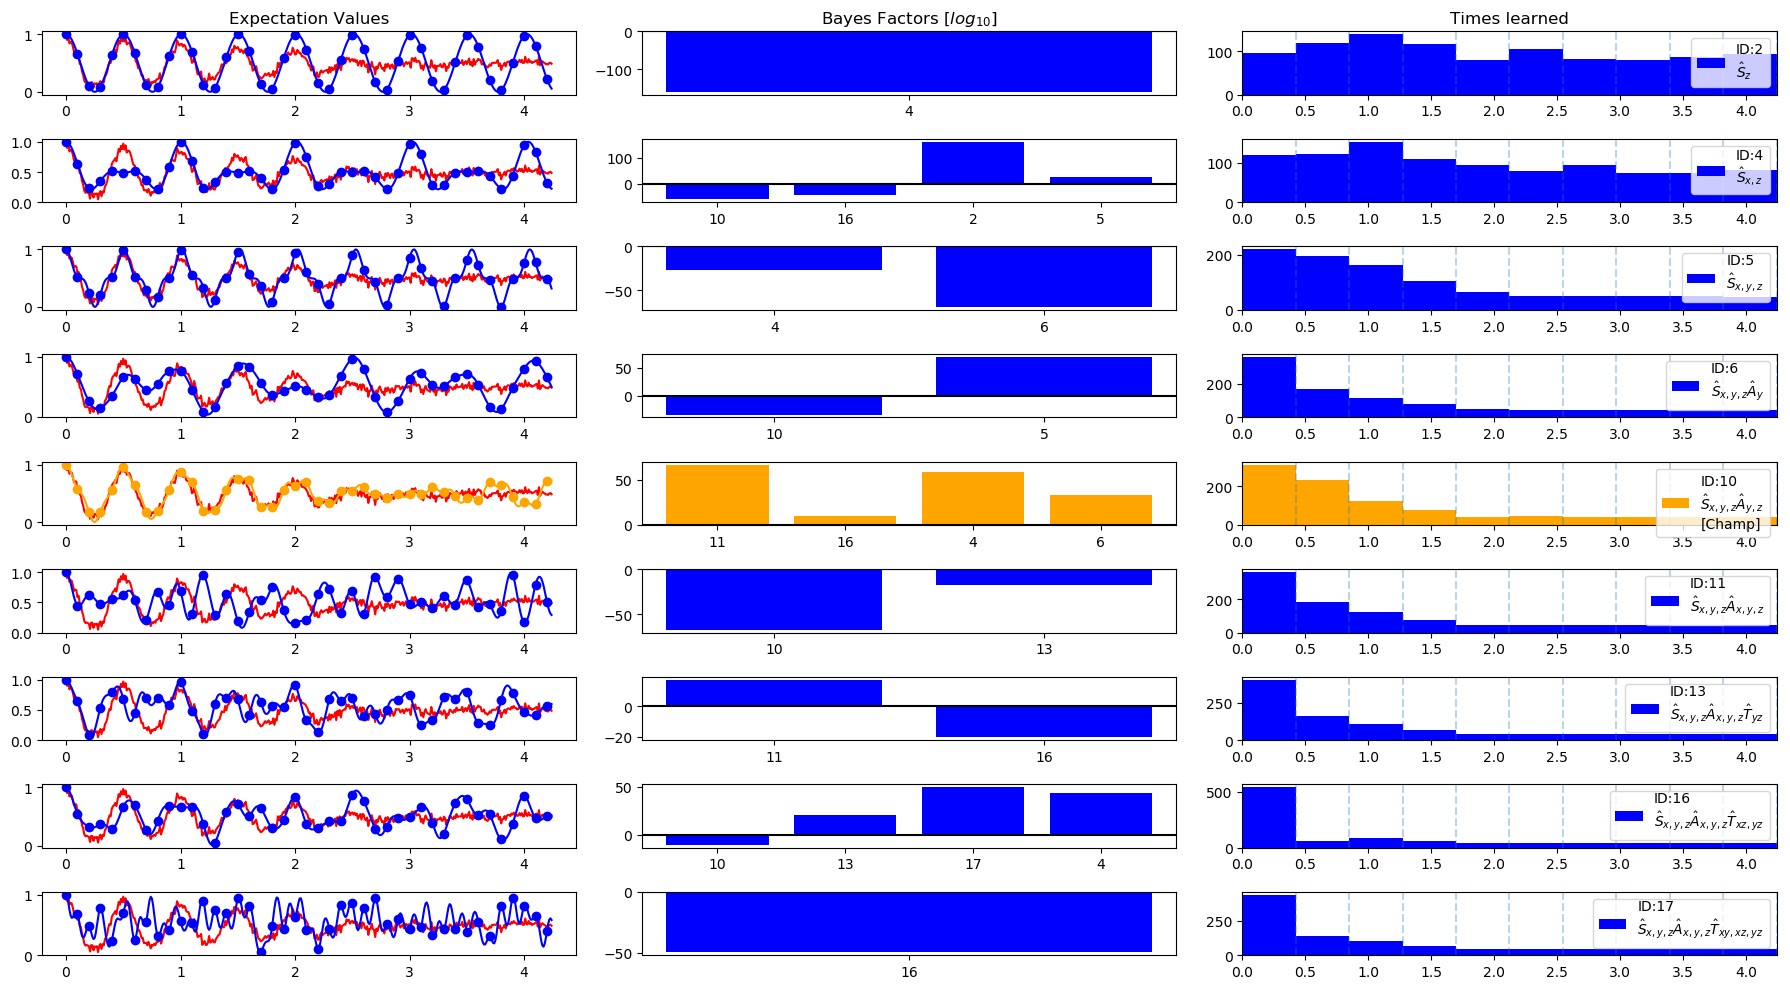 Expectation Values Bayes Factors [log10] Times learned
1
0
0 1 2 3 4
0
−100
4
100
0
0.0 0.5 1.0 1.5 2.0 2.5 3.0 3.5 4.0
ID:2
Ŝz
1.0
0.5
0.0
0 1 2 3 4
100
0
10 16 2 5
100
0
0.0 0.5 1.0 1.5 2.0 2.5 3.0 3.5 4.0
ID:4
Ŝx, z
1
0
0 1 2 3 4
0
−50
4 6
200
0
0.0 0.5 1.0 1.5 2.0 2.5 3.0 3.5 4.0
ID:5
Ŝx, y, z
1
0
0 1 2 3 4
50
0
10 5
200
0
0.0 0.5 1.0 1.5 2.0 2.5 3.0 3.5 4.0
ID:6
Ŝx, y, zÂy
1
0
0 1 2 3 4
50
0
11 16 4 6
200
0
0.0 0.5 1.0 1.5 2.0 2.5 3.0 3.5 4.0
ID:10
Ŝx, y, zÂy, z
[Champ]
1.0
0.5
0.0
0 1 2 3 4
0
−50
10 13
200
0
0.0 0.5 1.0 1.5 2.0 2.5 3.0 3.5 4.0
ID:11
Ŝx, y, zÂx, y, z
1.0
0.5
0.0
0 1 2 3 4
0
−20
11 16
250
0
0.0 0.5 1.0 1.5 2.0 2.5 3.0 3.5 4.0
ID:13
Ŝx, y, zÂx, y, zT̂yz
1
0
0 1 2 3 4
50
0
10 13 17 4
500
0
0.0 0.5 1.0 1.5 2.0 2.5 3.0 3.5 4.0
ID:16
Ŝx, y, zÂx, y, zT̂xz, yz
1
0
0 1 2 3 4
0
−50
16
250
0
0.0 0.5 1.0 1.5 2.0 2.5 3.0 3.5 4.0
ID:17
Ŝx, y, zÂx, y, zT̂xy, xz, yz